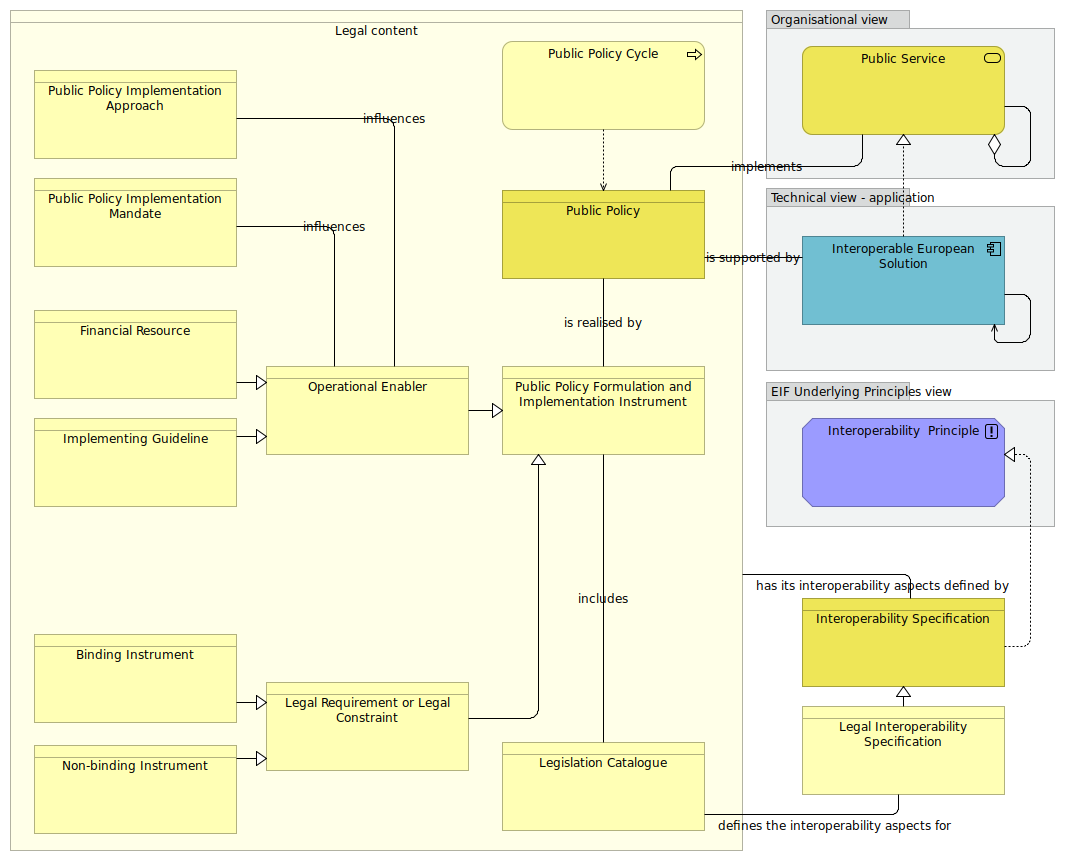 Legal content
Organisational view
Public Policy Cycle
Public Service
Public Policy Implementation
Approach
influences
implements
Public Policy Implementation
Mandate
influences
Public Policy
Technical view - application
is supported by
Interoperable European
Solution
Financial Resource
is realised by
Operational Enabler
Public Policy Formulation and
Implementation Instrument
EIF Underlying Principles view
Implementing Guideline
Interoperability  Principle
includes
has its interoperability aspects defined by
Interoperability Specification
Binding Instrument
Legal Requirement or Legal
Constraint
Legal Interoperability
Specification
Non-binding Instrument
Legislation Catalogue
defines the interoperability aspects for